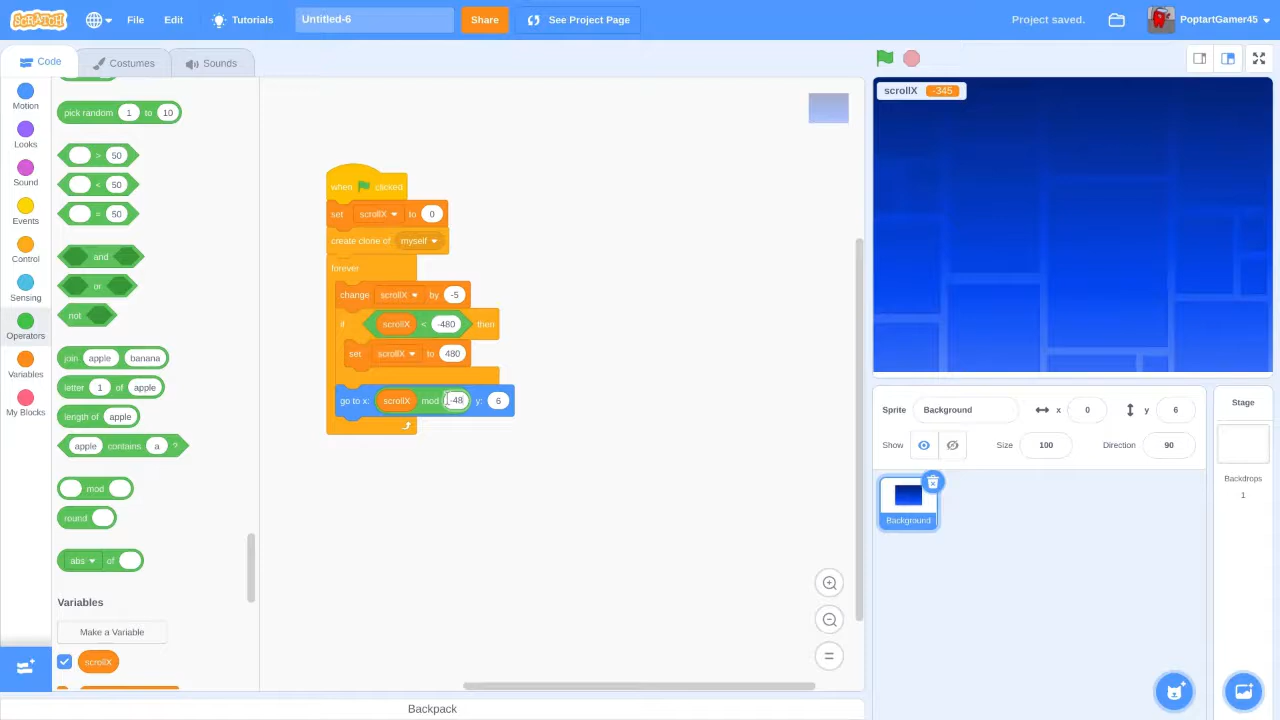 SCRATCH File Edit Tutorials Untitled-6 Share See Project Page Project saved. PoptartGamer45
Code Costumes Sounds
Motion
Looks
Sound
Events
Control
Sensing
Operators
Variables
My Blocks
pick random 1 to 10
> 50
< 50
= 50
and
or
not
join apple banana
letter 1 of apple
length of apple
apple contains a ?
mod
round
abs of
Variables
Make a Variable
scrollX
when clicked
set scrollX to 0
create clone of myself
forever
change scrollX by -5
if scrollX < -480 then
set scrollX to 480
go to x: scrollX mod -48 y: 6
scrollX -345
Sprite Background x 0 y 6
Show Size 100 Direction 90
Background
Stage
Backdrops
1
Backpack